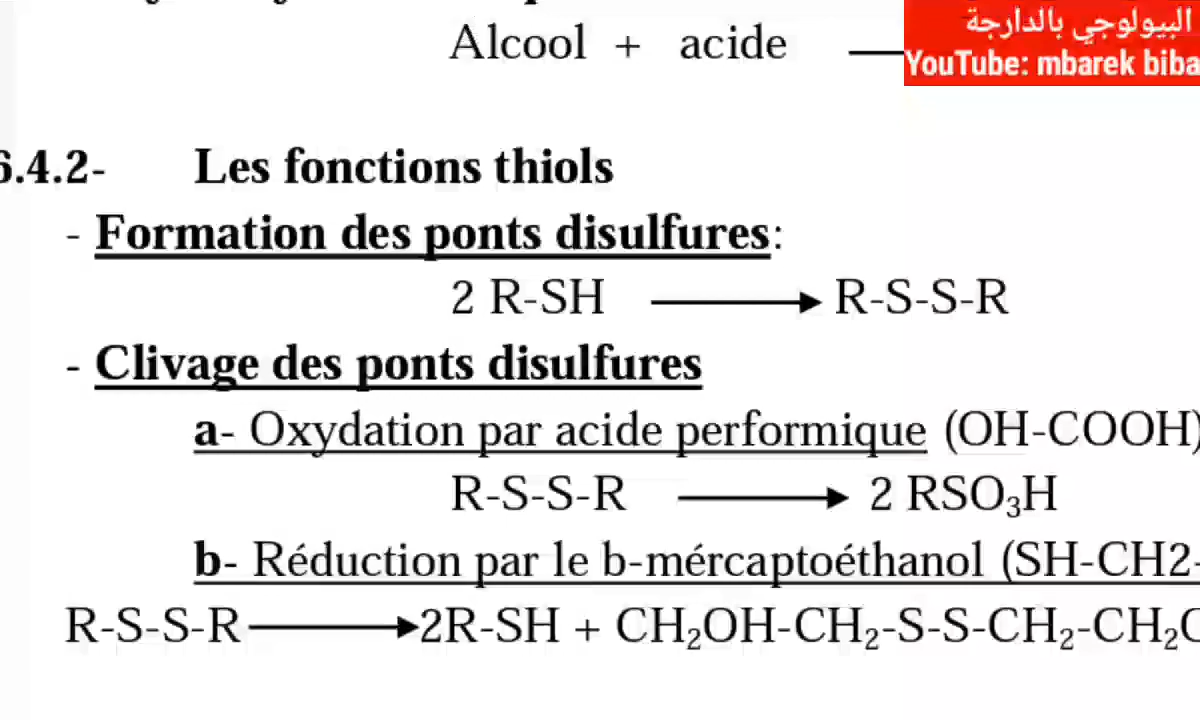 Alcool + acide
البيولوجي بالدارجة
YouTube: mbarek biba
6.4.2- Les fonctions thiols
- Formation des ponts disulfures:
2 R-SH → R-S-S-R
- Clivage des ponts disulfures
a- Oxydation par acide performique (OH-COOH)
R-S-S-R → 2 RSO₃H
b- Réduction par le b-mércaptoéthanol (SH-CH2-
R-S-S-R → 2R-SH + CH₂OH-CH₂-S-S-CH₂-CH₂O